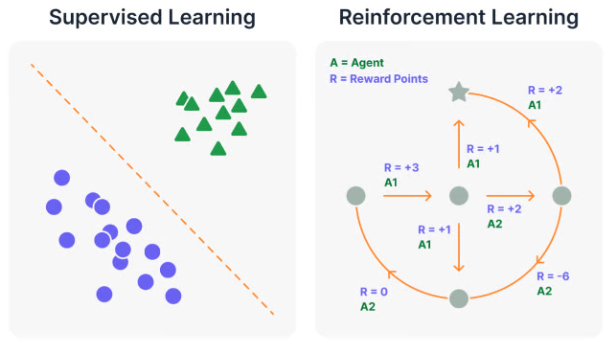 Supervised Learning
Reinforcement Learning
A = Agent
R = Reward Points
R = +2
A1
R = +1
A1
R = +3
A1
R = +2
A2
R = +1
A1
R = -6
A2
R = 0
A2